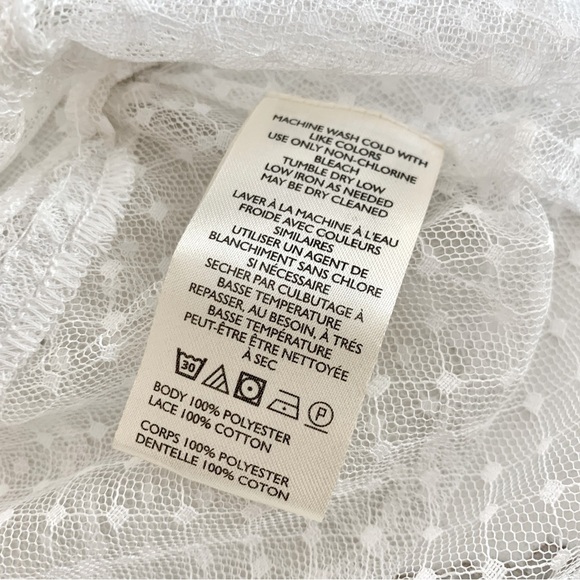 MACHINE WASH COLD WITH
LIKE COLORS
USE ONLY NON-CHLORINE
BLEACH
TUMBLE DRY LOW
LOW IRON AS NEEDED
MAY BE DRY CLEANED
LAVER À LA MACHINE À L'EAU
FROIDE AVEC COULEURS
SIMILAIRES
UTILISER UN AGENT DE
BLANCHIMENT SANS CHLORE
SI NÉCESSAIRE
SECHER PAR CULBUTAGE À
BASSE TEMPERATURE
REPASSER, AU BESOIN, À TRÉS
BASSE TEMPÉRATURE
PEUT-ÊTRE ÊTRE NETTOYÉE
À SEC
30 P
BODY 100% POLYESTER
LACE 100% COTTON
CORPS 100% POLYESTER
DENTELLE 100% COTON